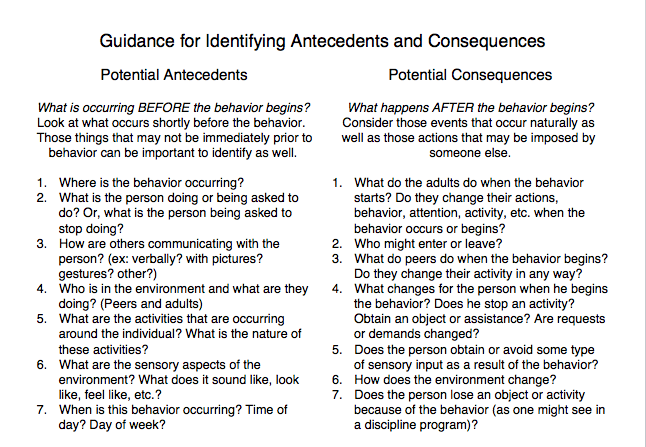 Guidance for Identifying Antecedents and Consequences
Potential Antecedents
What is occurring BEFORE the behavior begins?
Look at what occurs shortly before the behavior.
Those things that may not be immediately prior to
behavior can be important to identify as well.
1. Where is the behavior occurring?
2. What is the person doing or being asked to
do? Or, what is the person being asked to
stop doing?
3. How are others communicating with the
person? (ex: verbally? with pictures?
gestures? other?)
4. Who is in the environment and what are they
doing? (Peers and adults)
5. What are the activities that are occurring
around the individual? What is the nature of
these activities?
6. What are the sensory aspects of the
environment? What does it sound like, look
like, feel like, etc.?
7. When is this behavior occurring? Time of
day? Day of week?
Potential Consequences
What happens AFTER the behavior begins?
Consider those events that occur naturally as
well as those actions that may be imposed by
someone else.
1. What do the adults do when the behavior
starts? Do they change their actions,
behavior, attention, activity, etc. when the
behavior occurs or begins?
2. Who might enter or leave?
3. What do peers do when the behavior begins?
Do they change their activity in any way?
4. What changes for the person when he begins
the behavior? Does he stop an activity?
Obtain an object or assistance? Are requests
or demands changed?
5. Does the person obtain or avoid some type
of sensory input as a result of the behavior?
6. How does the environment change?
7. Does the person lose an object or activity
because of the behavior (as one might see in
a discipline program)?